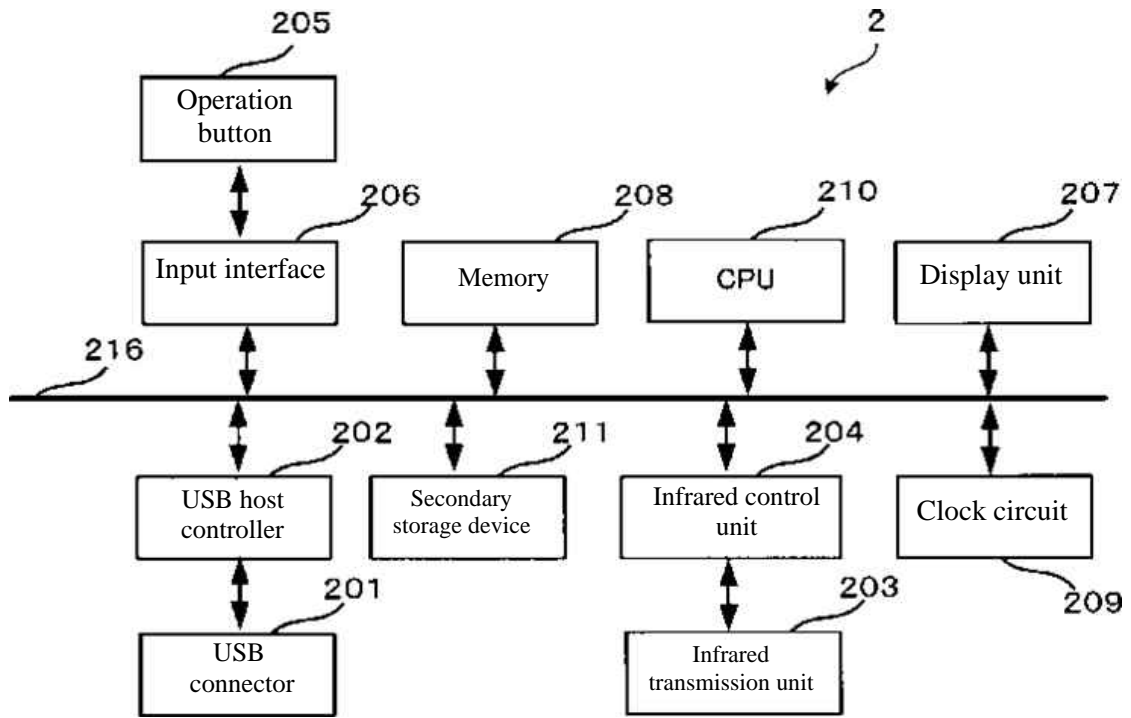 205
2
Operation
button
206
208
210
207
Input interface
Memory
CPU
Display unit
216
202
211
204
USB host
controller
Secondary
storage device
Infrared control
unit
Clock circuit
201
203
209
USB
connector
Infrared
transmission unit